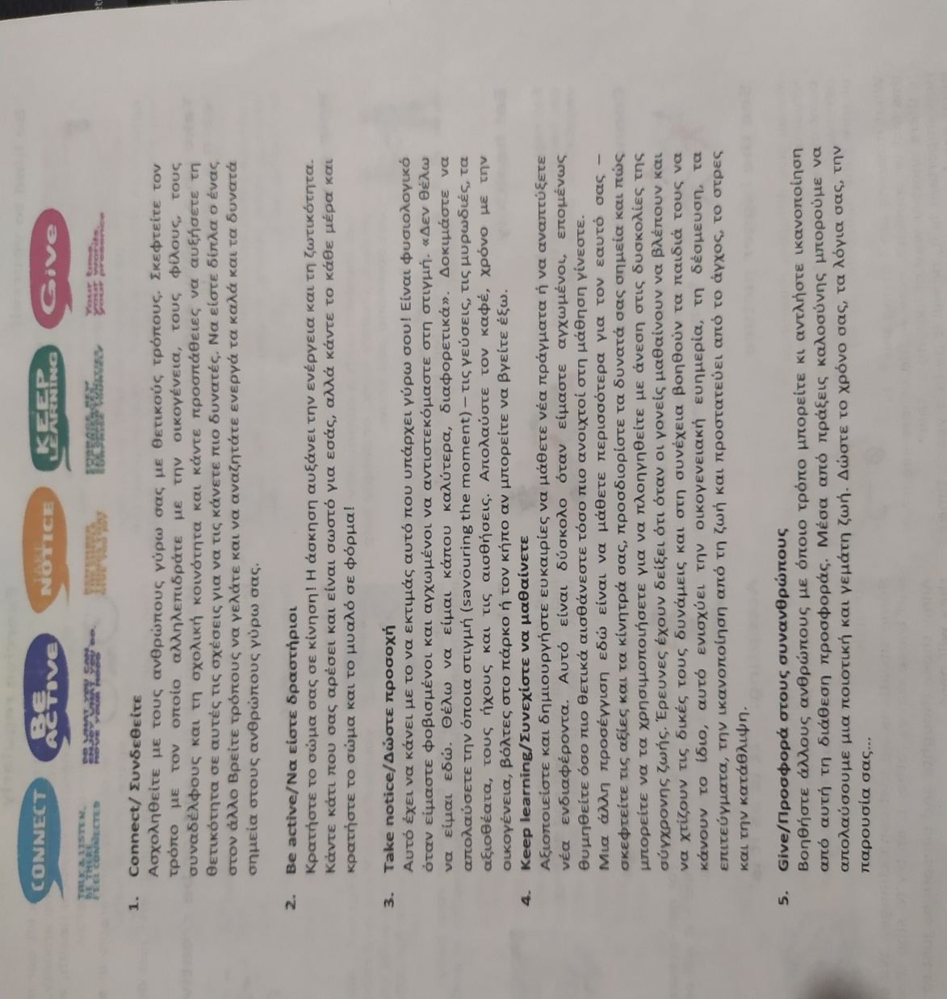 CONNECT
TALK & LISTEN,
BE THERE,
FEEL CONNECTED
BE
ACTIVE
DO WHAT YOU CAN
ENJOY WHAT YOU DO
MOVE YOUR MOOD
TAKE
NOTICE
KEEP
LEARNING
GiVE
Your time,
your words,
your presence
1. Connect/ Συνδεθείτε
Ασχοληθείτε με τους ανθρώπους γύρω σας με θετικούς τρόπους. Σκεφτείτε τον
τρόπο με τον οποίο αλληλεπιδράτε με την οικογένεια, τους φίλους, τους
συναδέλφους και τη σχολική κοινότητα και κάντε προσπάθειες να αυξήσετε τη
θετικότητα σε αυτές τις σχέσεις για να τις κάνετε πιο δυνατές. Να είστε δίπλα ο ένας
στον άλλο Βρείτε τρόπους να γελάτε και να αναζητάτε ενεργά τα καλά και τα δυνατά
σημεία στους ανθρώπους γύρω σας.
2. Be active/Να είστε δραστήριοι
Κρατήστε το σώμα σας σε κίνηση! Η άσκηση αυξάνει την ενέργεια και τη ζωτικότητα.
Κάντε κάτι που σας αρέσει και είναι σωστό για εσάς, αλλά κάντε το κάθε μέρα και
κρατήστε το σώμα και το μυαλό σε φόρμα!
3. Take notice/Δώστε προσοχή
Αυτό έχει να κάνει με το να εκτιμάς αυτό που υπάρχει γύρω σου! Είναι φυσιολογικό
όταν είμαστε φοβισμένοι και αγχωμένοι να αντιστεκόμαστε στη στιγμή. «Δεν θέλω
να είμαι εδώ. Θέλω να είμαι κάπου καλύτερα, διαφορετικά». Δοκιμάστε να
απολαύσετε την όποια στιγμή (savouring the moment) – τις γεύσεις, τις μυρωδιές, τα
αξιοθέατα, τους ήχους και τις αισθήσεις. Απολαύστε τον καφέ, χρόνο με την
οικογένεια, βόλτες στο πάρκο ή τον κήπο αν μπορείτε να βγείτε έξω.
4. Keep learning/Συνεχίστε να μαθαίνετε
Αξιοποιείστε και δημιουργήστε ευκαιρίες να μάθετε νέα πράγματα ή να αναπτύξετε
νέα ενδιαφέροντα. Αυτό είναι δύσκολο όταν είμαστε αγχωμένοι, επομένως
θυμηθείτε όσο πιο θετικά αισθάνεστε τόσο πιο ανοιχτοί στη μάθηση γίνεστε.
Μια άλλη προσέγγιση εδώ είναι να μάθετε περισσότερα για τον εαυτό σας –
σκεφτείτε τις αξίες και τα κίνητρά σας, προσδιορίστε τα δυνατά σας σημεία και πώς
μπορείτε να τα χρησιμοποιήσετε για να πλοηγηθείτε με άνεση στις δυσκολίες της
σύγχρονης ζωής. Έρευνες έχουν δείξει ότι όταν οι γονείς μαθαίνουν να βλέπουν και
να χτίζουν τις δικές τους δυνάμεις και στη συνέχεια βοηθούν τα παιδιά τους να
κάνουν το ίδιο, αυτό ενισχύει την οικογενειακή ευημερία, τη δέσμευση, τα
επιτεύγματα, την ικανοποίηση από τη ζωή και προστατεύει από το άγχος, το στρες
και την κατάθλιψη.
5. Give/Προσφορά στους συνανθρώπους
Βοηθήστε άλλους ανθρώπους με όποιο τρόπο μπορείτε κι αντλήστε ικανοποίηση
από αυτή τη διάθεση προσφοράς. Μέσα από πράξεις καλοσύνης μπορούμε να
απολαύσουμε μια ποιοτική και γεμάτη ζωή. Δώστε το χρόνο σας, τα λόγια σας, την
παρουσία σας...